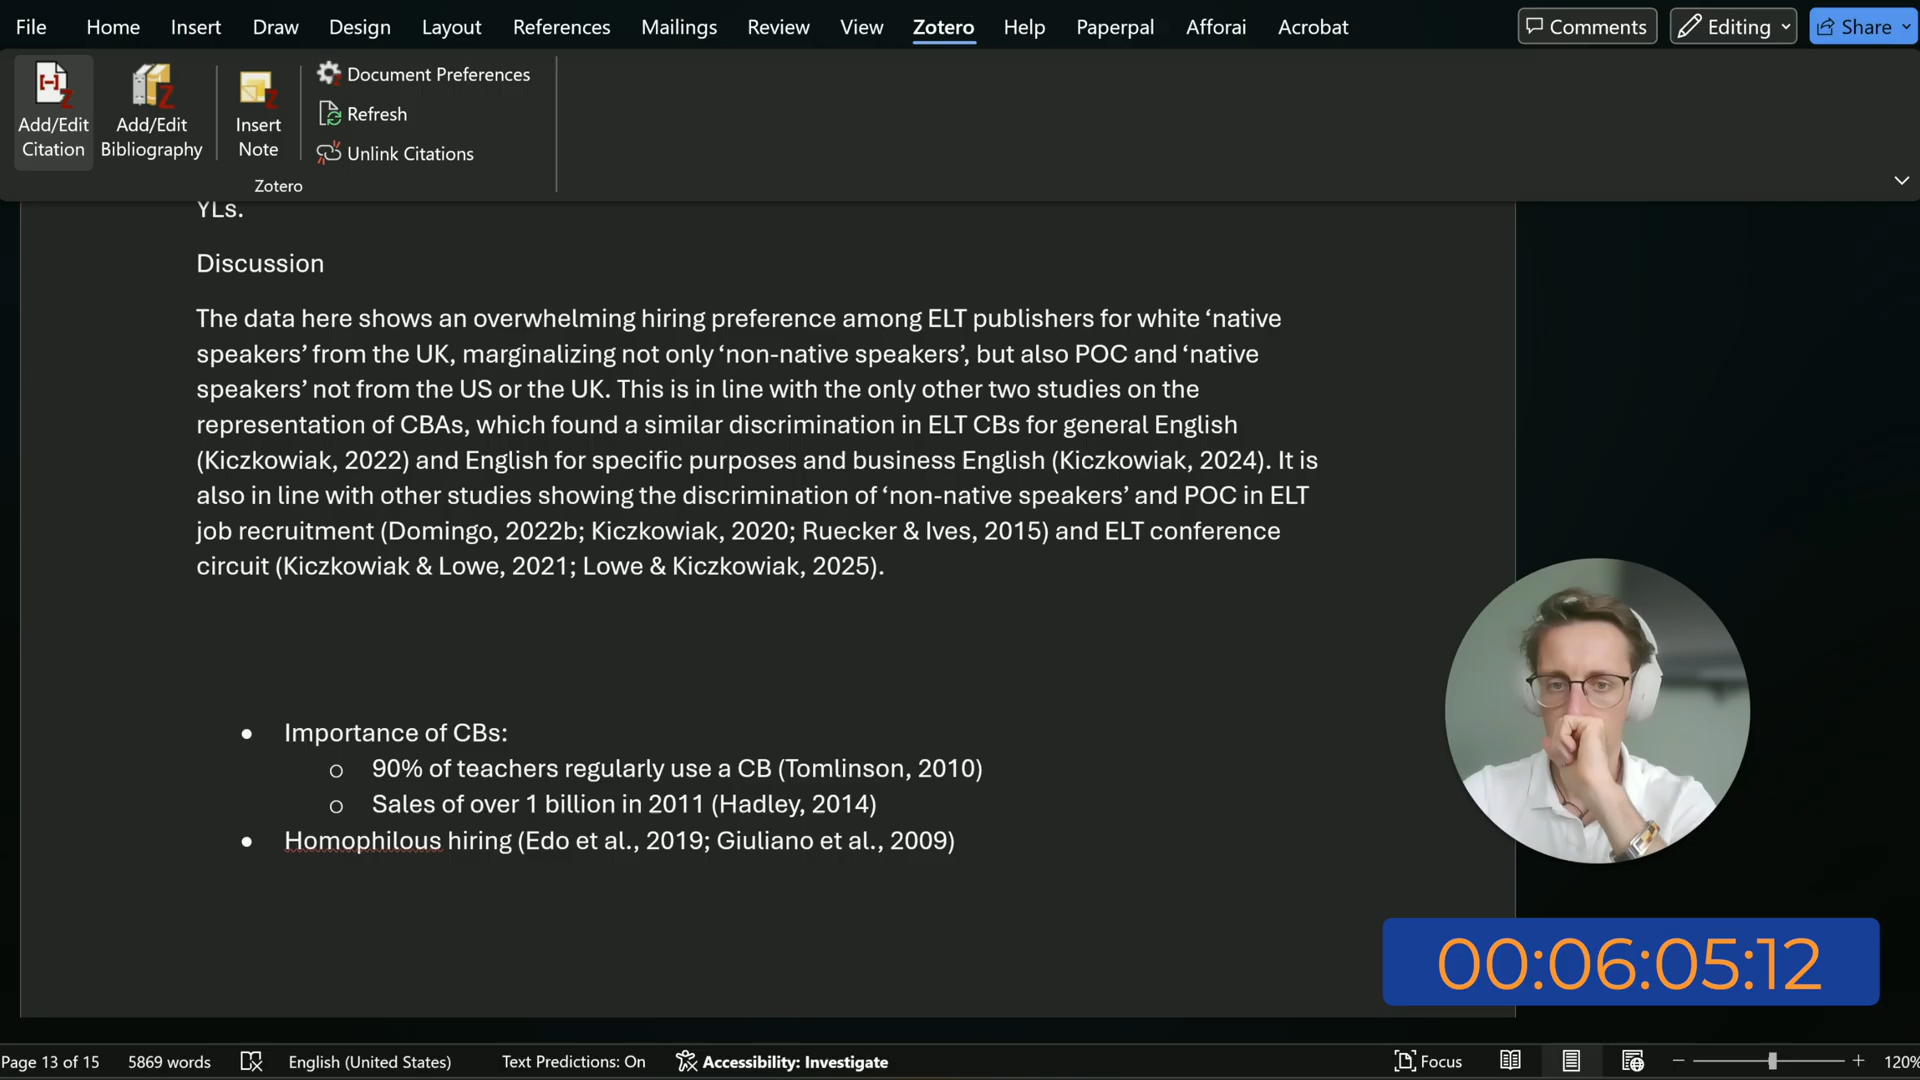 File Home Insert Draw Design Layout References Mailings Review View Zotero Help Paperpal Afforai Acrobat Comments Editing Share
Add/Edit Citation
Add/Edit Bibliography
Insert Note
Document Preferences
Refresh
Unlink Citations
Zotero
YLs.
Discussion
The data here shows an overwhelming hiring preference among ELT publishers for white ‘native
speakers’ from the UK, marginalizing not only ‘non-native speakers’, but also POC and ‘native
speakers’ not from the US or the UK. This is in line with the only other two studies on the
representation of CBAs, which found a similar discrimination in ELT CBs for general English
(Kiczkowiak, 2022) and English for specific purposes and business English (Kiczkowiak, 2024). It is
also in line with other studies showing the discrimination of ‘non-native speakers’ and POC in ELT
job recruitment (Domingo, 2022b; Kiczkowiak, 2020; Ruecker & Ives, 2015) and ELT conference
circuit (Kiczkowiak & Lowe, 2021; Lowe & Kiczkowiak, 2025).
• Importance of CBs:
o 90% of teachers regularly use a CB (Tomlinson, 2010)
o Sales of over 1 billion in 2011 (Hadley, 2014)
• Homophilous hiring (Edo et al., 2019; Giuliano et al., 2009)
00:06:05:12
Page 13 of 15 5869 words English (United States) Text Predictions: On Accessibility: Investigate Focus 120%